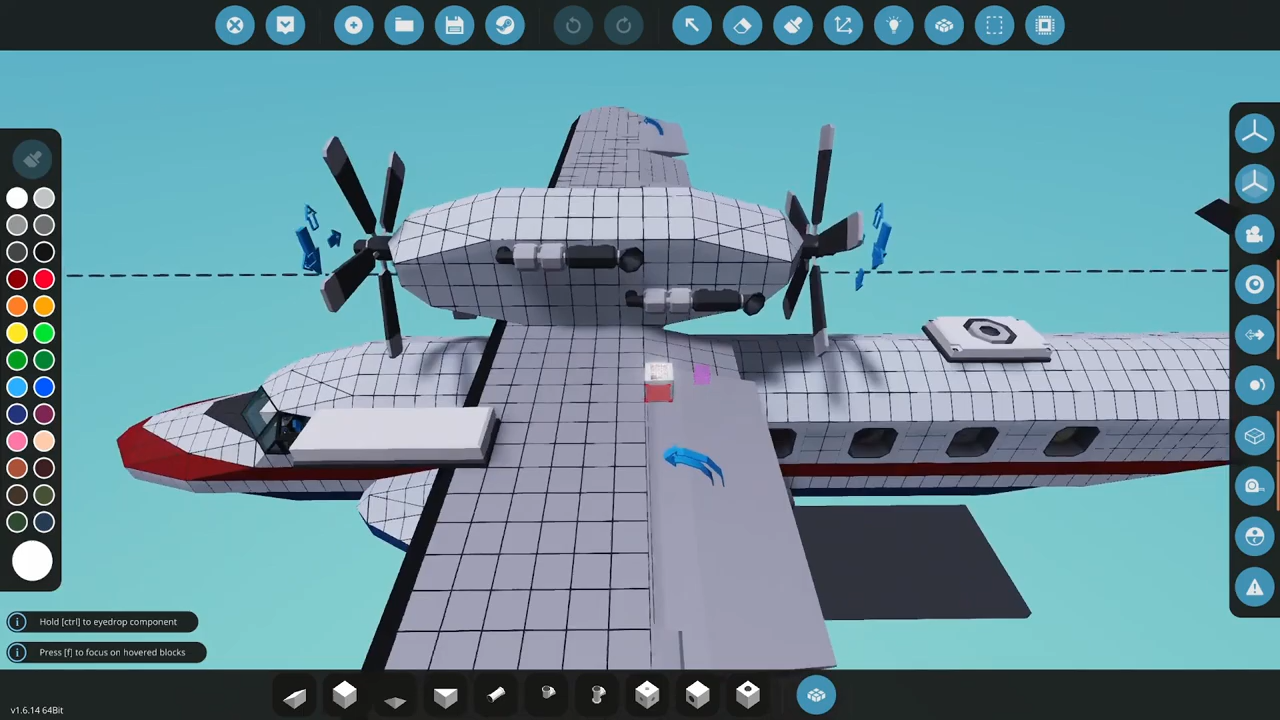 Hold [ctrl] to eyedrop component
Press [f] to focus on hovered blocks
v1.6.14 64Bit